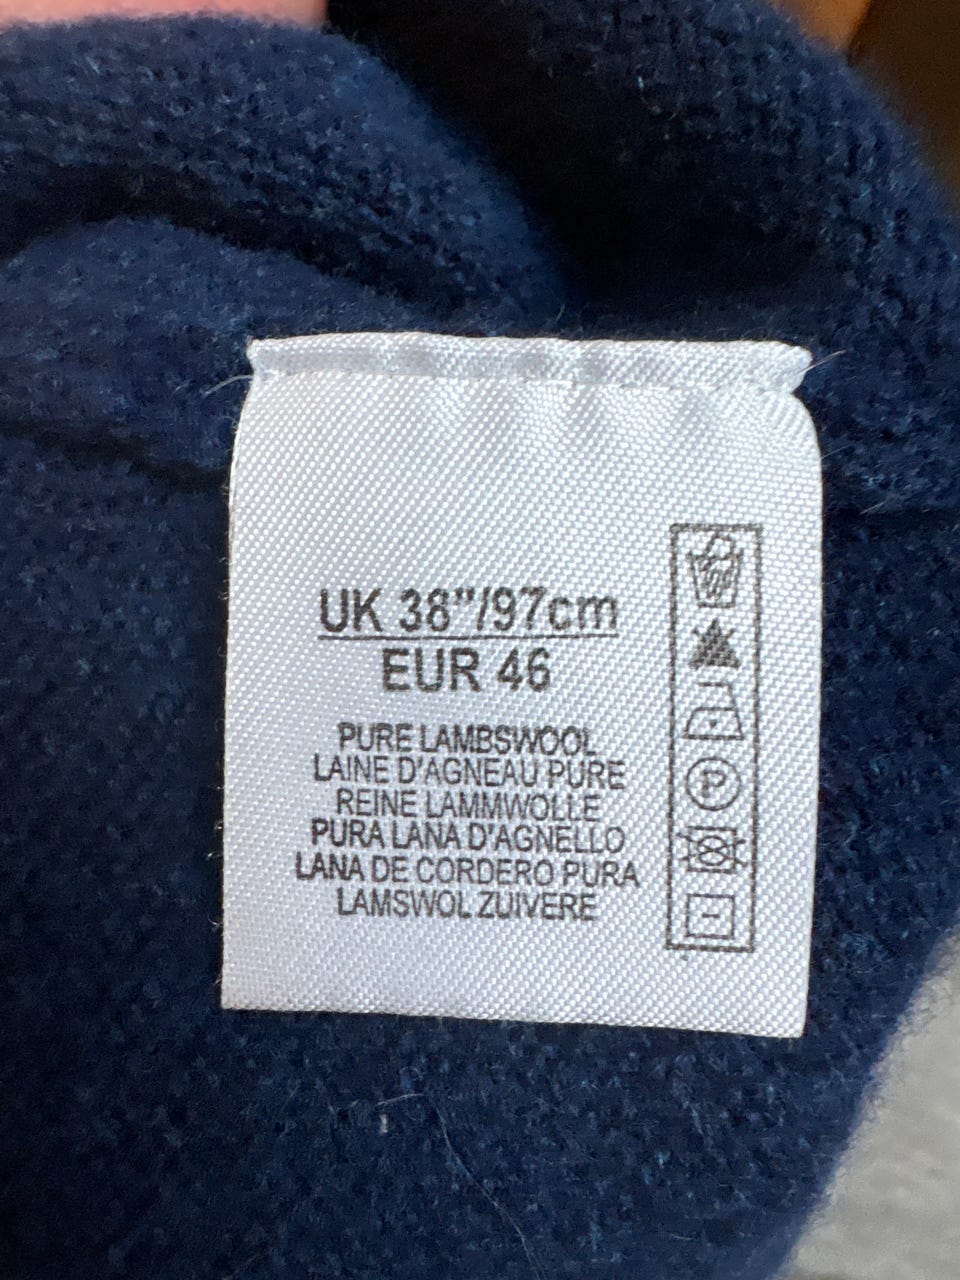 UK 38"/97cm
EUR 46
PURE LAMBSWOOL
LAINE D'AGNEAU PURE
REINE LAMMWOLLE
PURA LANA D'AGNELLO
LANA DE CORDERO PURA
LAMSWOL ZUIVERE
P